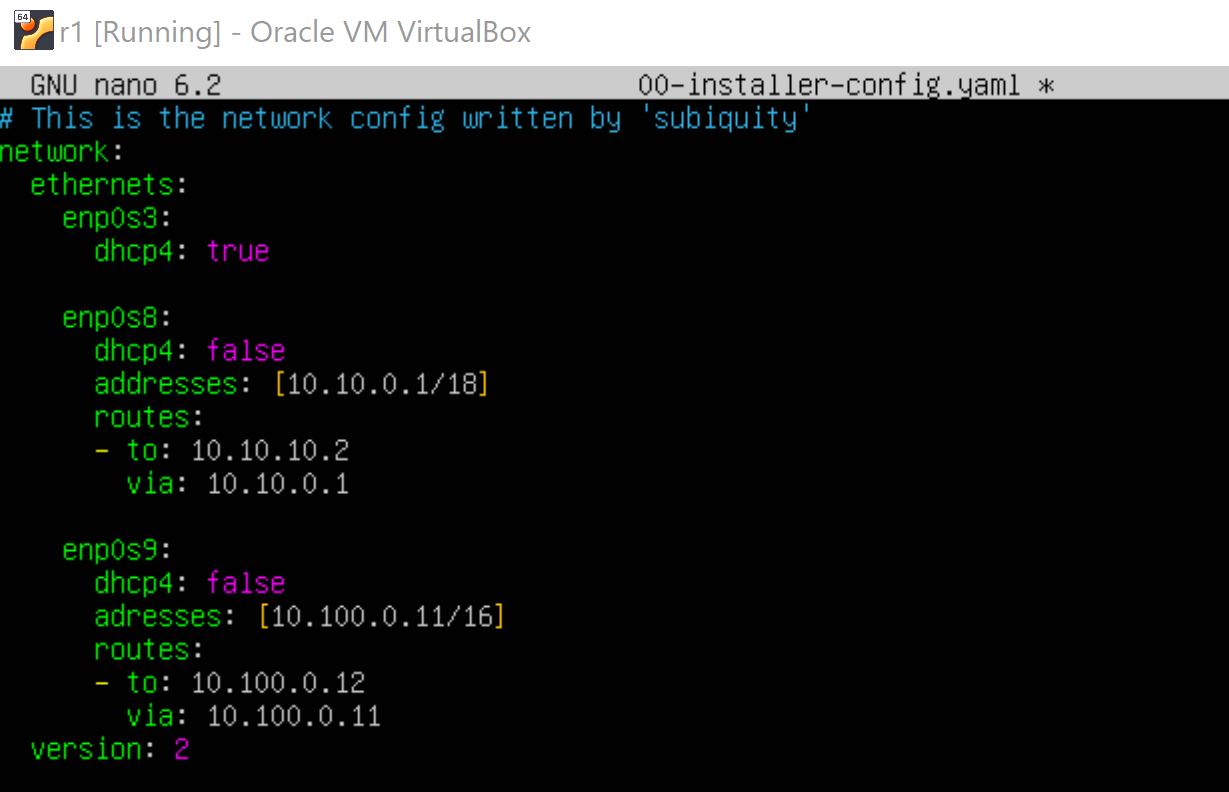 64
r1 [Running] - Oracle VM VirtualBox
GNU nano 6.2 00-installer-config.yaml *
# This is the network config written by 'subiquity'
network:
  ethernets:
    enp0s3:
      dhcp4: true

    enp0s8:
      dhcp4: false
      addresses: [10.10.0.1/18]
      routes:
      - to: 10.10.10.2
        via: 10.10.0.1

    enp0s9:
      dhcp4: false
      adresses: [10.100.0.11/16]
      routes:
      - to: 10.100.0.12
        via: 10.100.0.11
  version: 2